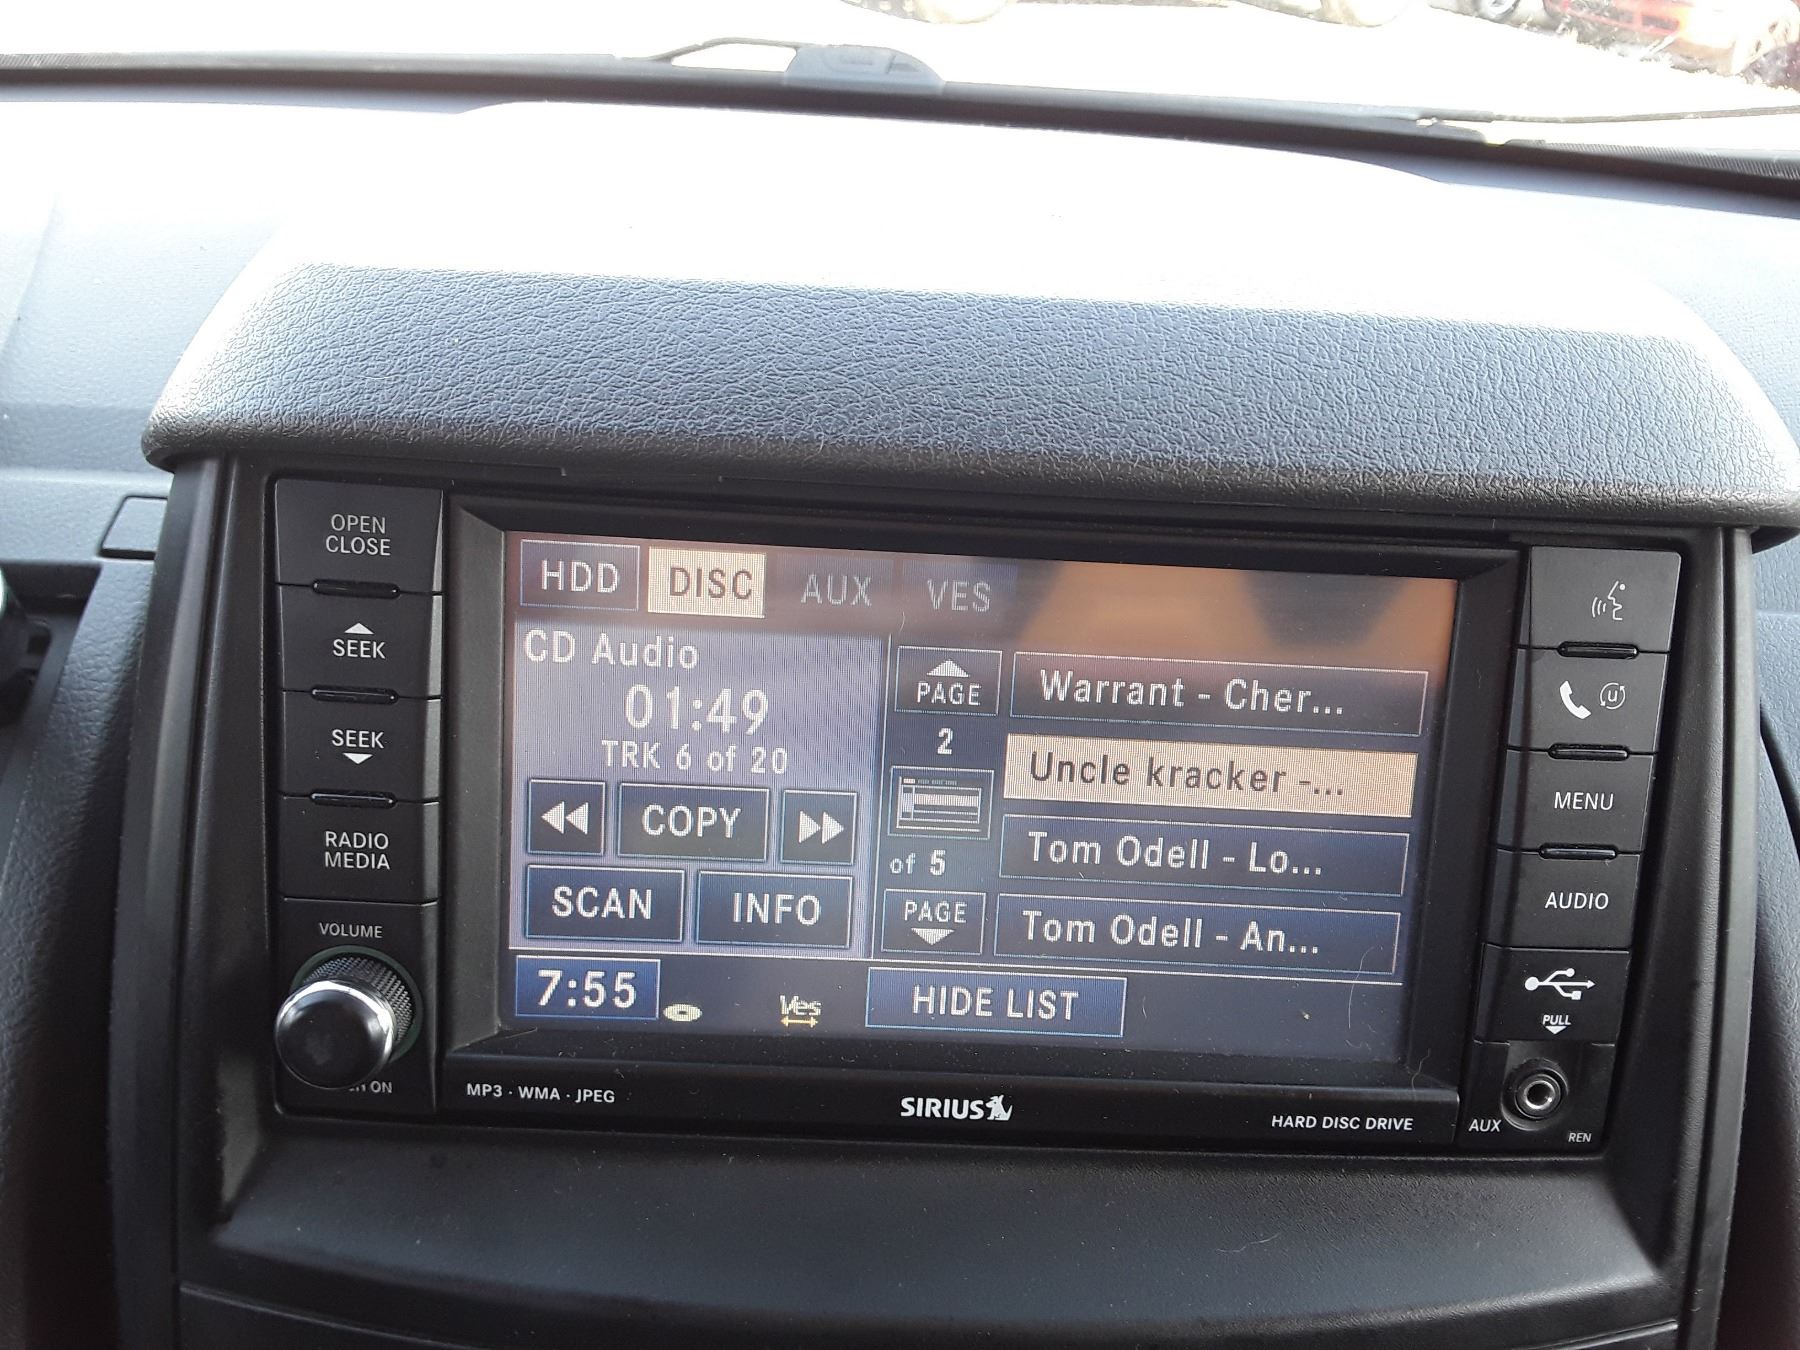 OPEN
CLOSE
SEEK
SEEK
RADIO
MEDIA
VOLUME
ON
HDD
DISC
AUX
VES
CD Audio
01:49
TRK 6 of 20
COPY
SCAN
INFO
PAGE
2
of 5
PAGE
Warrant - Cher...
Uncle kracker -...
Tom Odell - Lo...
Tom Odell - An...
7:55
Ves
HIDE LIST
MP3 · WMA · JPEG
SIRIUS
HARD DISC DRIVE
u
MENU
AUDIO
PULL
AUX
REN